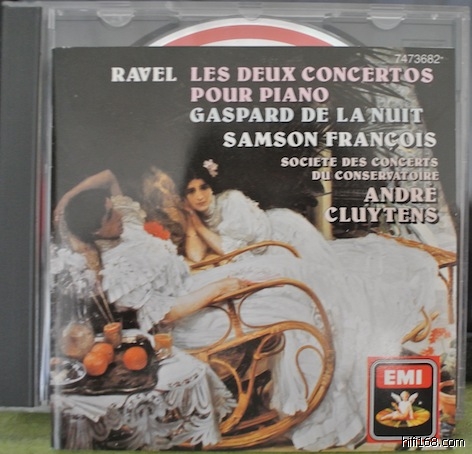 7473682
RAVEL LES DEUX CONCERTOS
POUR PIANO
GASPARD DE LA NUIT
SAMSON FRANÇOIS
SOCIETE DES CONCERTS
DU CONSERVATOIRE
ANDRÉ
CLUYTENS
EMI
hifi168.com